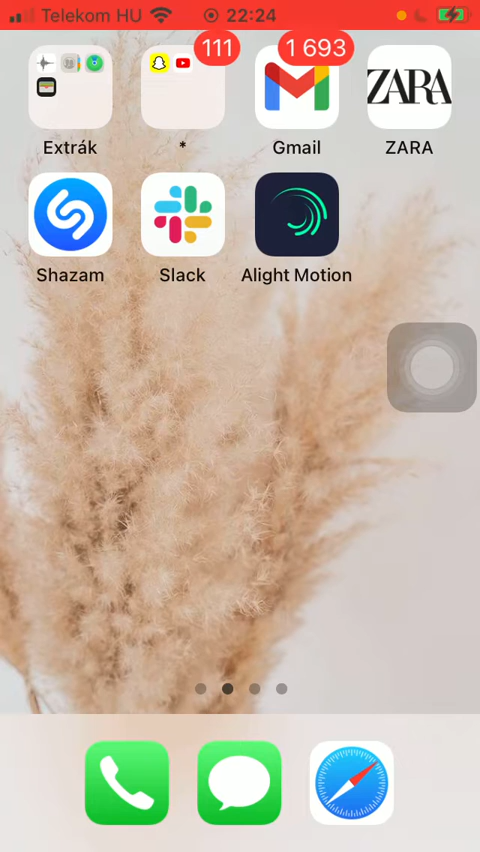 Telekom HU 22:24
111 1 693
ZARA
Extrák * Gmail ZARA
Shazam Slack Alight Motion